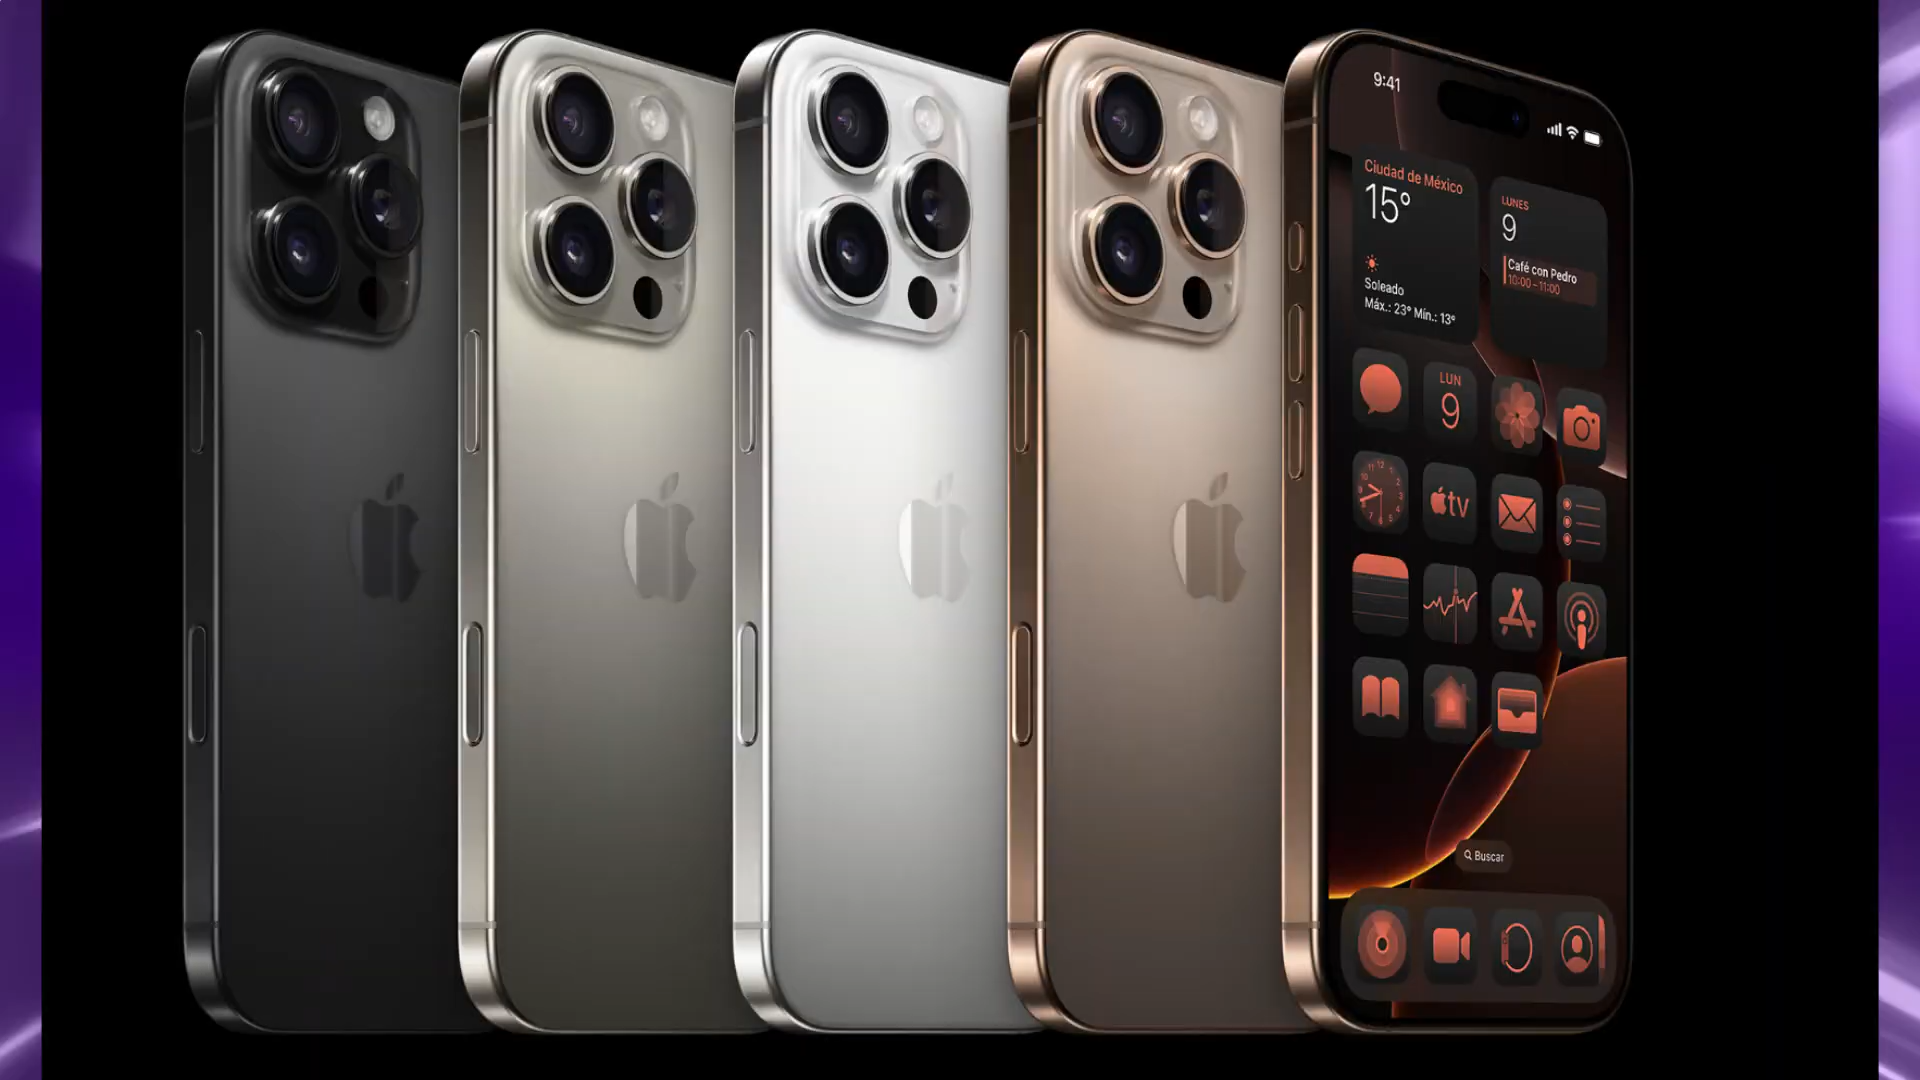 9:41
Ciudad de México
15°
Soleado
Máx.: 23° Mín.: 13°
LUNES
9
Café con Pedro
10:00 – 11:00
LUN
9
tv
Buscar